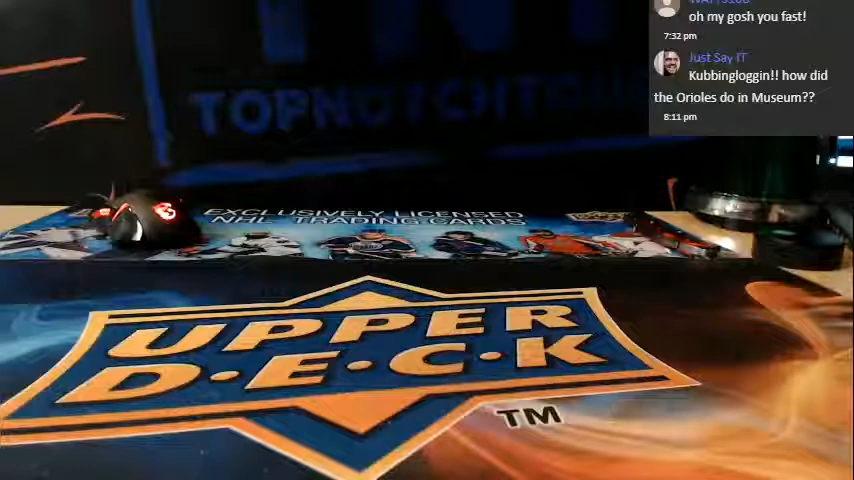 oh my gosh you fast!
7:32 pm
Just Say IT
Kubbingloggin!! how did
the Orioles do in Museum??
8:11 pm
TOPNOTCH
EXCLUSIVELY LICENSED
NHL TRADING CARDS
UPPER
D·E·C·K
TM